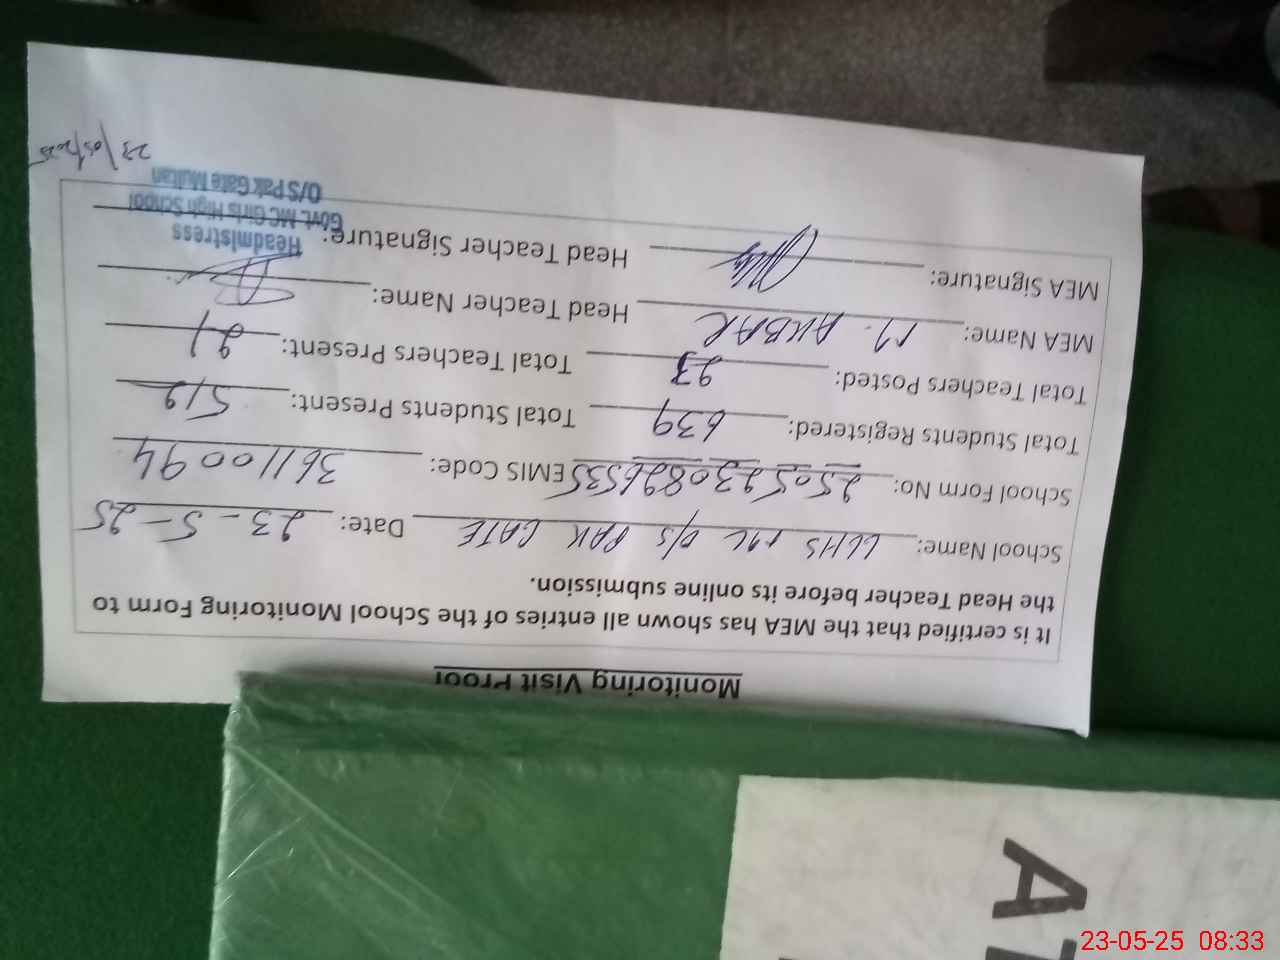 Monitoring Visit Proof
It is certified that the MEA has shown all entries of the School Monitoring Form to
the Head Teacher before its online submission.
School Name: GGHS MC O/S PAK GATE Date: 23-5-25
School Form No: 2505230826535 EMIS Code: 36110094
Total Students Registered: 639 Total Students Present: 519
Total Teachers Posted: 23 Total Teachers Present: 21
MEA Name: M. AKBAR Head Teacher Name:
MEA Signature: Head Teacher Signature:
Headmistress
Govt. MC Girls High School
O/S Pak Gate Multan
23/05/2025
AT
23-05-25 08:33